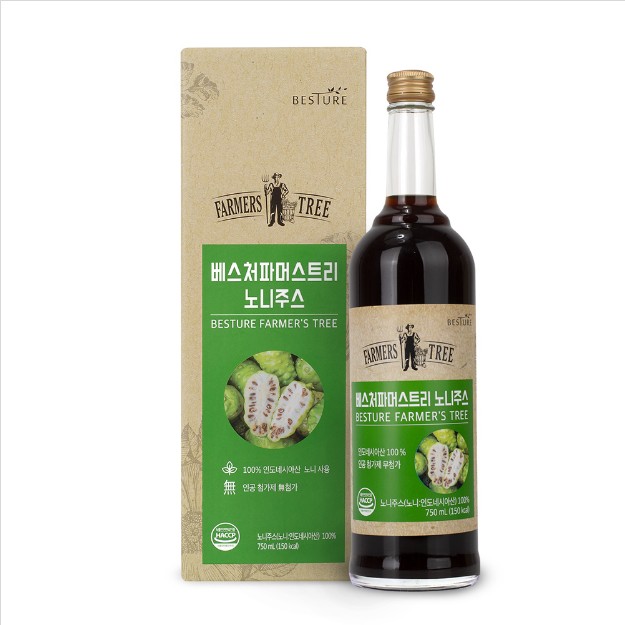 BESTURE
FARMERS TREE
베스처파머스트리
노니주스
BESTURE FARMER'S TREE
100% 인도네시아산 노니 사용
無 인공 첨가제 無첨가
HACCP
노니주스(노니:인도네시아산) 100%
750 mL (150 kcal)
BESTURE
FARMERS TREE
베스처파머스트리 노니주스
BESTURE FARMER'S TREE
인도네시아산 100 %
인공 첨가제 무첨가
HACCP
노니주스(노니:인도네시아산) 100%
750 mL (150 kcal)